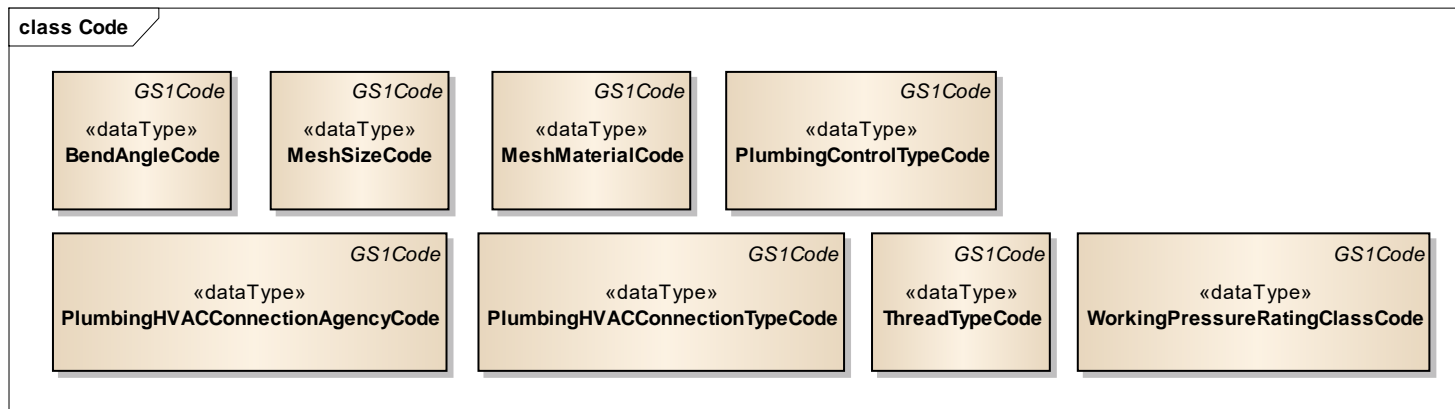 class Code
GS1Code
«dataType»
BendAngleCode
GS1Code
«dataType»
MeshSizeCode
GS1Code
«dataType»
MeshMaterialCode
GS1Code
«dataType»
PlumbingControlTypeCode
GS1Code
«dataType»
PlumbingHVACConnectionAgencyCode
GS1Code
«dataType»
PlumbingHVACConnectionTypeCode
GS1Code
«dataType»
ThreadTypeCode
GS1Code
«dataType»
WorkingPressureRatingClassCode